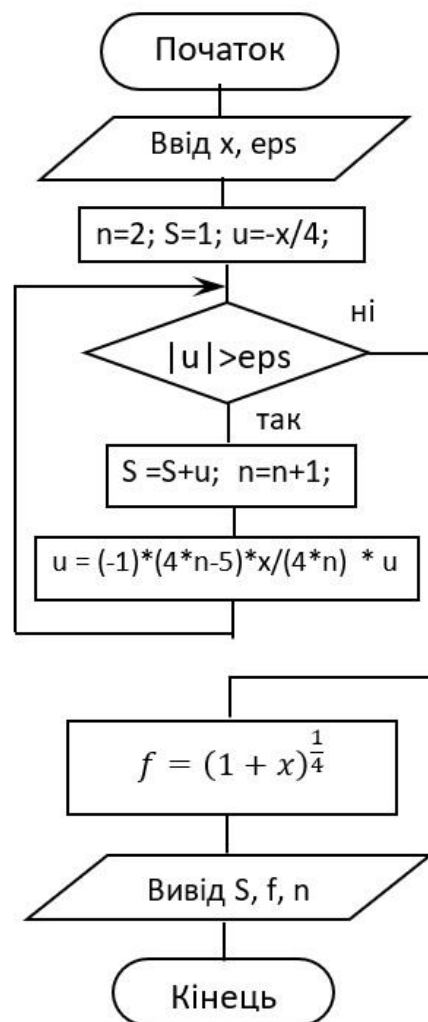 Початок
Ввід x, eps
n=2; S=1; u=-x/4;
ні
|u|>eps
так
S =S+u; n=n+1;
u = (-1)*(4*n-5)*x/(4*n) * u
f = (1 + x)^{\frac{1}{4}}
Вивід S, f, n
Кінець